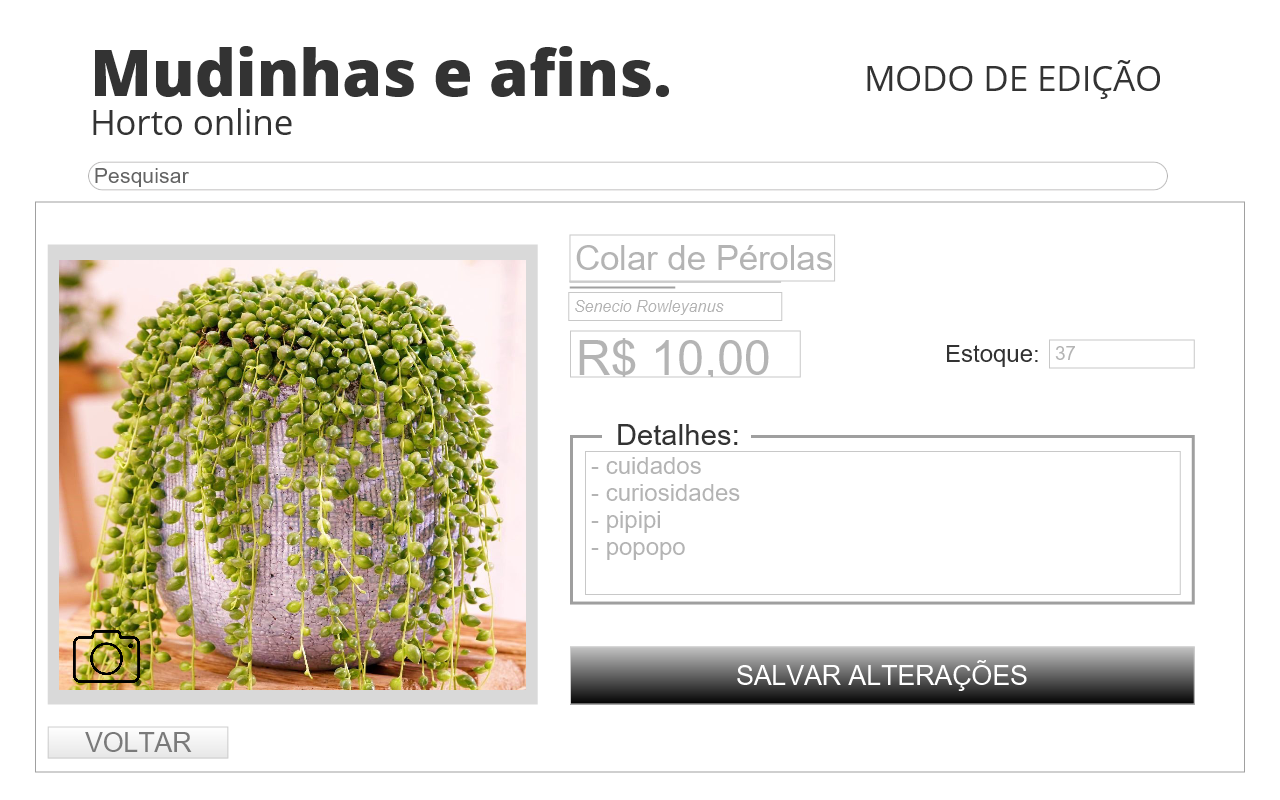 Mudinhas e afins.
Horto online
MODO DE EDIÇÃO
Pesquisar
Colar de Pérolas
Senecio Rowleyanus
R$ 10,00
Estoque: 37
Detalhes:
- cuidados
- curiosidades
- pipipi
- popopo
SALVAR ALTERAÇÕES
VOLTAR